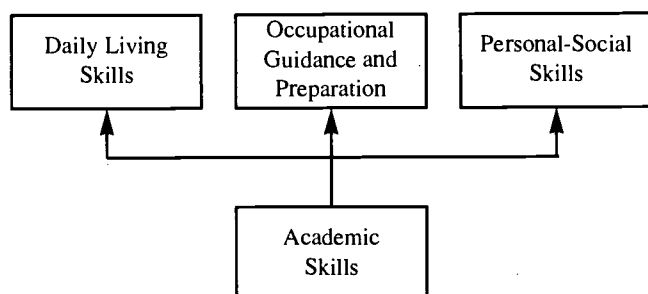 Daily Living
Skills
Occupational
Guidance and
Preparation
Personal-Social
Skills
Academic
Skills